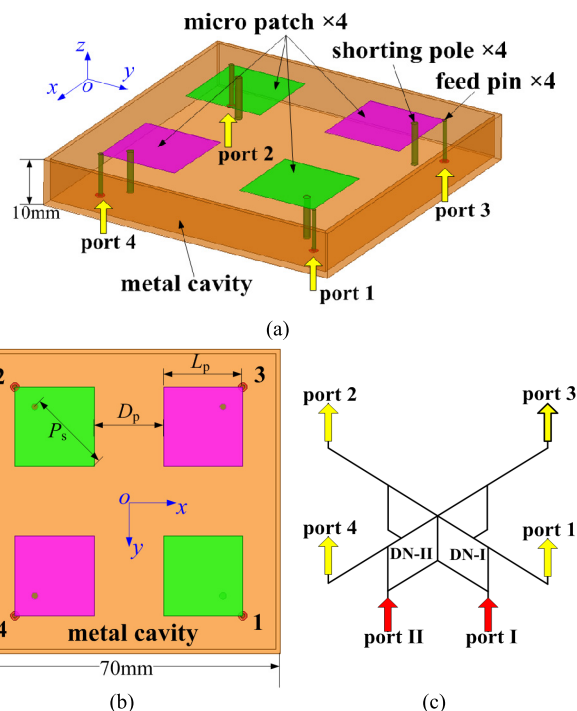 micro patch ×4
shorting pole ×4
feed pin ×4
z
y
x
o
port 2
port 3
port 4
port 1
10mm
metal cavity
(a)
2
3
Lp
Dp
Ps
o
x
y
4
1
metal cavity
70mm
(b)
port 2
port 3
port 4
port 1
DN-II
DN-I
port II
port I
(c)